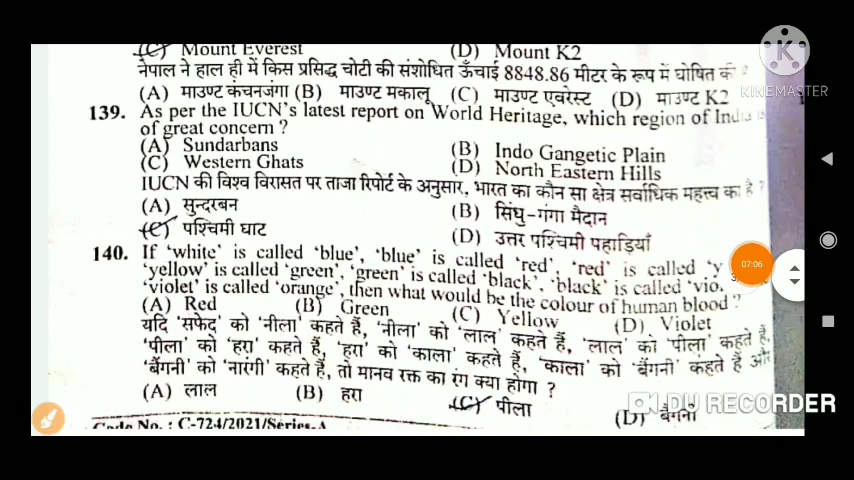 (C) Mount Everest (D) Mount K2
नेपाल ने हाल ही में किस प्रसिद्ध चोटी की संशोधित ऊँचाई 8848.86 मीटर के रूप में घोषित की
(A) माउण्ट कंचनजंगा (B) माउण्ट मकालू (C) माउण्ट एवरेस्ट (D) माउण्ट K2
KINEMASTER
139. As per the IUCN's latest report on World Heritage, which region of India is
of great concern ?
(A) Sundarbans (B) Indo Gangetic Plain
(C) Western Ghats (D) North Eastern Hills
IUCN की विश्व विरासत पर ताजा रिपोर्ट के अनुसार, भारत का कौन सा क्षेत्र सर्वाधिक महत्त्व का है ?
(A) सुन्दरबन (B) सिंधु-गंगा मैदान
(C) पश्चिमी घाट (D) उत्तर पश्चिमी पहाड़ियाँ
140. If 'white' is called 'blue', 'blue' is called 'red', 'red' is called 'y
07:06
'yellow' is called 'green', 'green' is called 'black', 'black' is called 'vio.
'violet' is called 'orange', then what would be the colour of human blood ?
(A) Red (B) Green (C) Yellow (D) Violet
यदि 'सफेद' को 'नीला' कहते हैं, 'नीला' को 'लाल' कहते हैं, 'लाल' को 'पीला' कहते हैं,
'पीला' को 'हरा' कहते हैं, 'हरा' को 'काला' कहते हैं, 'काला' को 'बैंगनी' कहते हैं और
'बैंगनी' को 'नारंगी' कहते हैं, तो मानव रक्त का रंग क्या होगा ?
(A) लाल (B) हरा (C) पीला (D) बैंगनी
DU RECORDER
Code No. : C-724/2021/Series-A